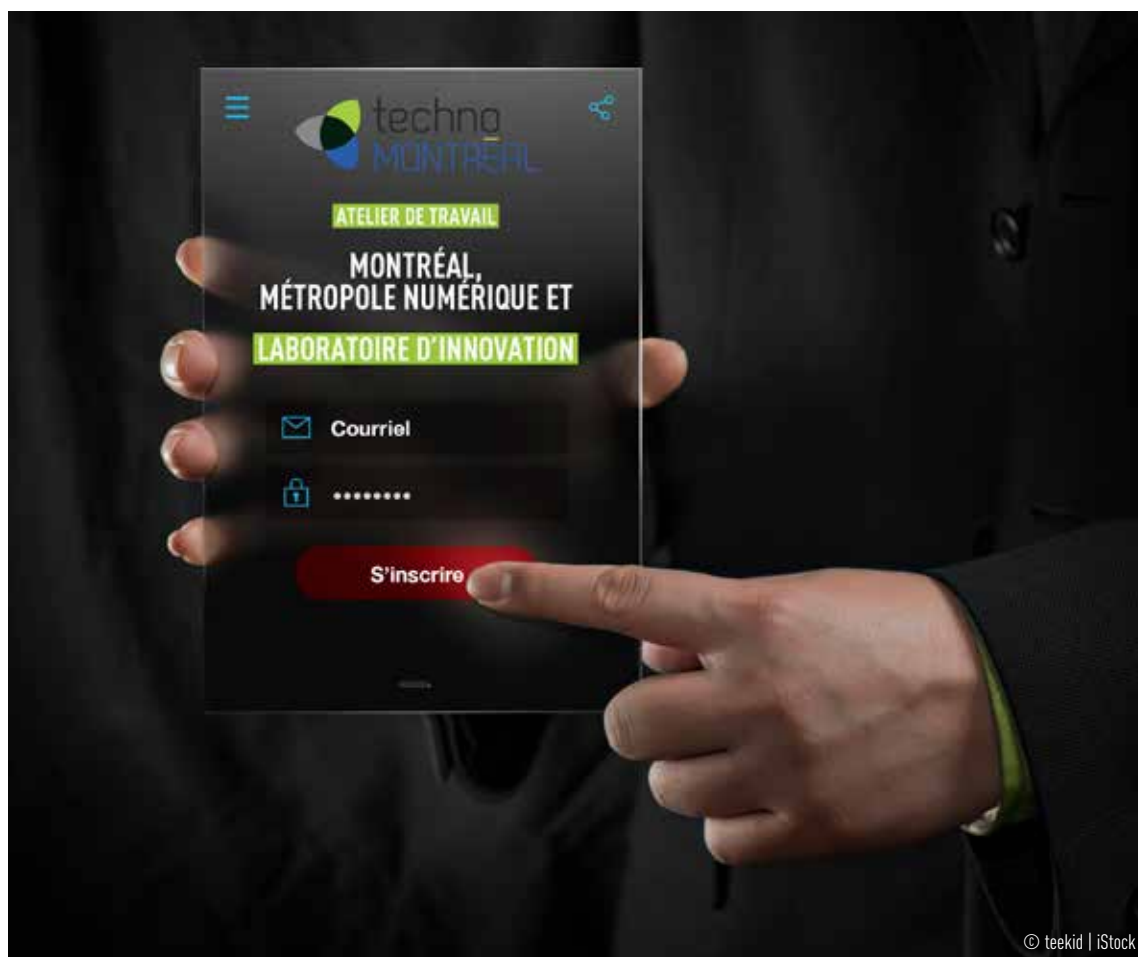 techno
MONTRÉAL
ATELIER DE TRAVAIL
MONTRÉAL,
MÉTROPOLE NUMÉRIQUE ET
LABORATOIRE D'INNOVATION
Courriel
••••••••
S'inscrire
© teekid | iStock